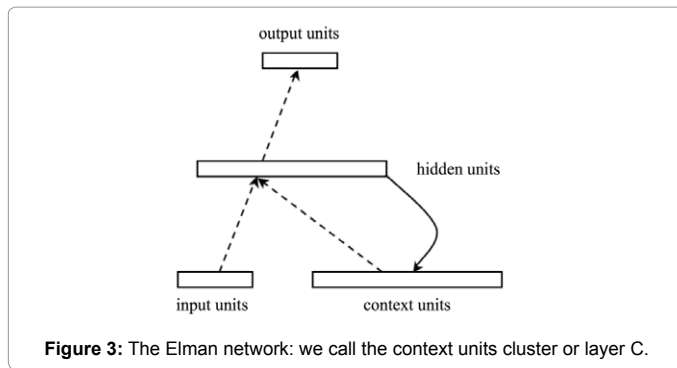 output units
hidden units
input units
context units
Figure 3: The Elman network: we call the context units cluster or layer C.